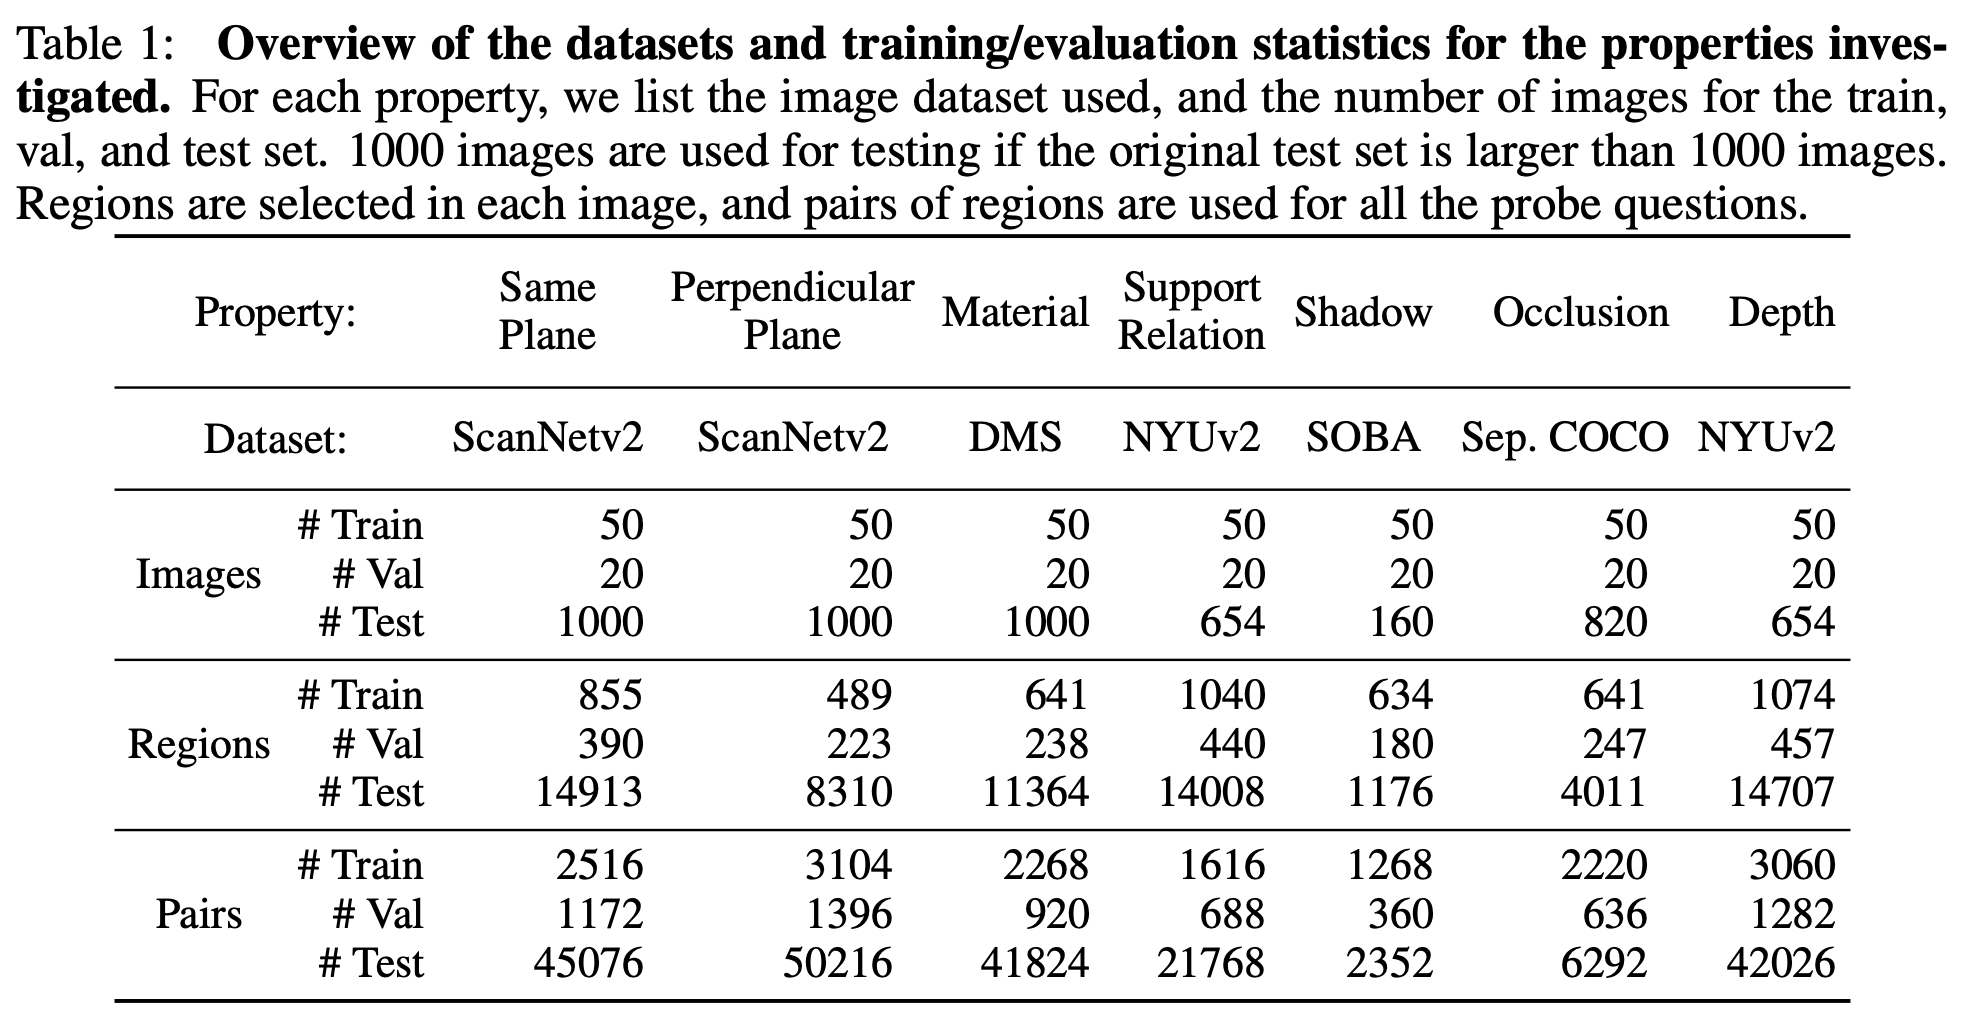 Table 1: Overview of the datasets and training/evaluation statistics for the properties inves-
tigated. For each property, we list the image dataset used, and the number of images for the train,
val, and test set. 1000 images are used for testing if the original test set is larger than 1000 images.
Regions are selected in each image, and pairs of regions are used for all the probe questions.
Property: Same Plane Perpendicular Plane Material Support Relation Shadow Occlusion Depth
Dataset: ScanNetv2 ScanNetv2 DMS NYUv2 SOBA Sep. COCO NYUv2
# Train 50 50 50 50 50 50 50
Images # Val 20 20 20 20 20 20 20
# Test 1000 1000 1000 654 160 820 654
# Train 855 489 641 1040 634 641 1074
Regions # Val 390 223 238 440 180 247 457
# Test 14913 8310 11364 14008 1176 4011 14707
# Train 2516 3104 2268 1616 1268 2220 3060
Pairs # Val 1172 1396 920 688 360 636 1282
# Test 45076 50216 41824 21768 2352 6292 42026